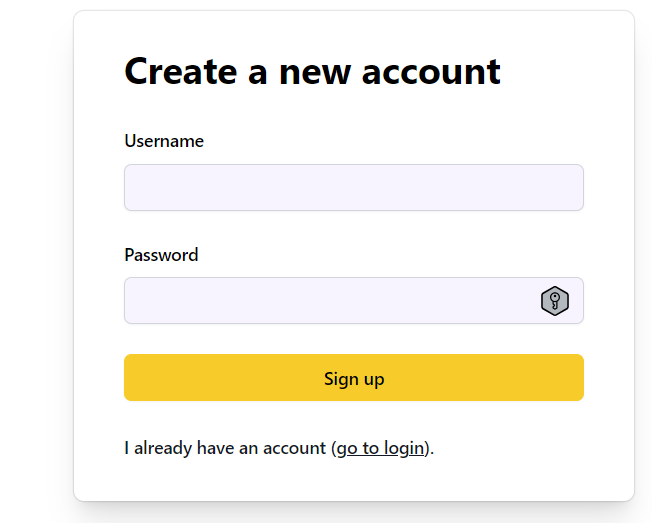 Create a new account
Username
Password
Sign up
I already have an account (go to login).